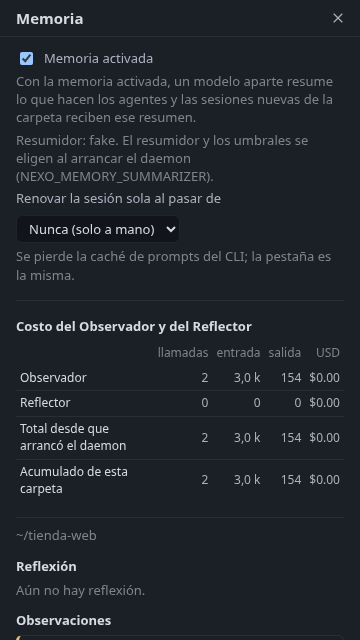 Memoria
Memoria activada
Con la memoria activada, un modelo aparte resume
lo que hacen los agentes y las sesiones nuevas de la
carpeta reciben ese resumen.
Resumidor: fake. El resumidor y los umbrales se
eligen al arrancar el daemon
(NEXO_MEMORY_SUMMARIZER).
Renovar la sesión sola al pasar de
Nunca (solo a mano)
Se pierde la caché de prompts del CLI; la pestaña es
la misma.
Costo del Observador y del Reflector
llamadas entrada salida USD
Observador 2 3,0 k 154 $0.00
Reflector 0 0 0 $0.00
Total desde que
arrancó el daemon 2 3,0 k 154 $0.00
Acumulado de esta
carpeta 2 3,0 k 154 $0.00
~/tienda-web
Reflexión
Aún no hay reflexión.
Observaciones